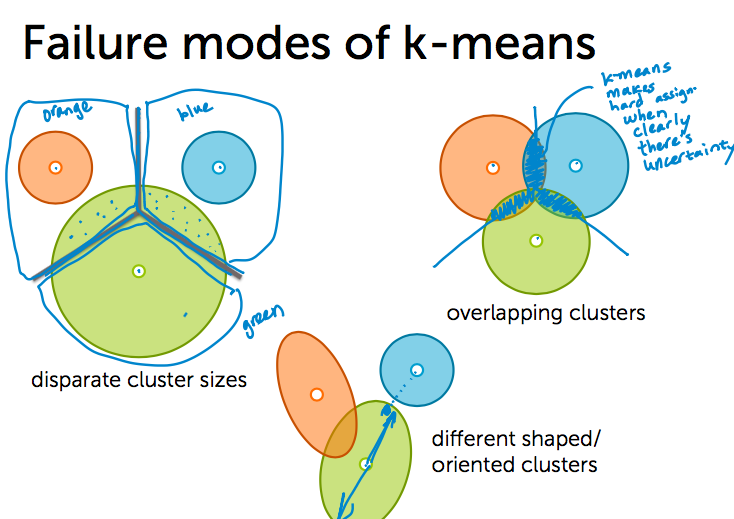 Failure modes of k-means
orange
blue
k-means
makes
hard assign.
when
clearly
there's
uncertainty
green
overlapping clusters
disparate cluster sizes
different shaped/
oriented clusters